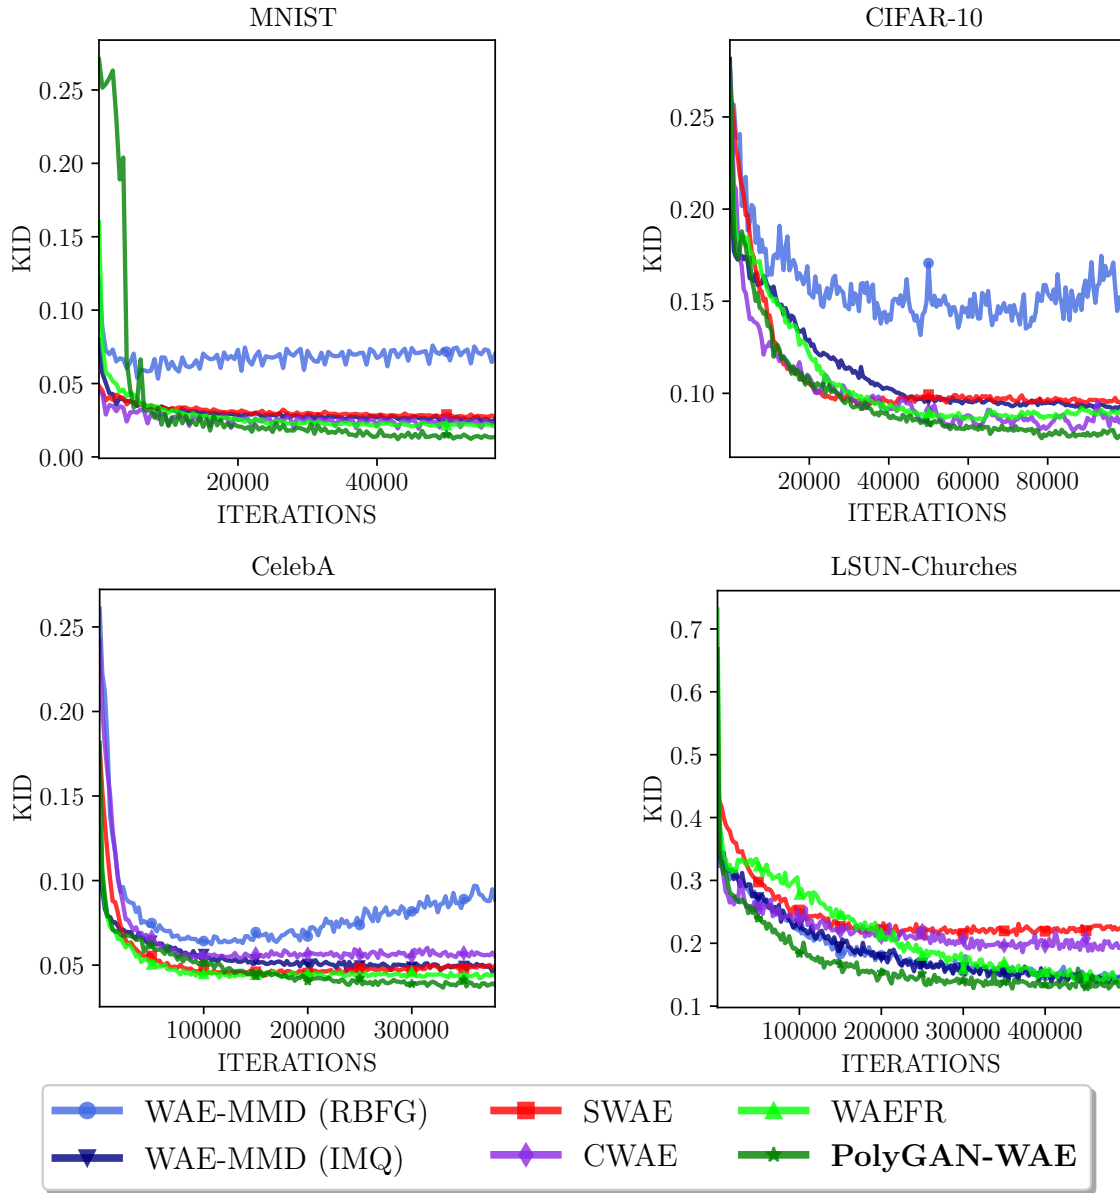 MNIST
KID
0.25
0.20
0.15
0.10
0.05
0.00
20000 40000
ITERATIONS
CIFAR-10
KID
0.25
0.20
0.15
0.10
20000 40000 60000 80000
ITERATIONS
CelebA
KID
0.25
0.20
0.15
0.10
0.05
100000 200000 300000
ITERATIONS
LSUN-Churches
KID
0.7
0.6
0.5
0.4
0.3
0.2
0.1
100000 200000 300000 400000
ITERATIONS
WAE-MMD (RBFG) SWAE WAEFR
WAE-MMD (IMQ) CWAE PolyGAN-WAE